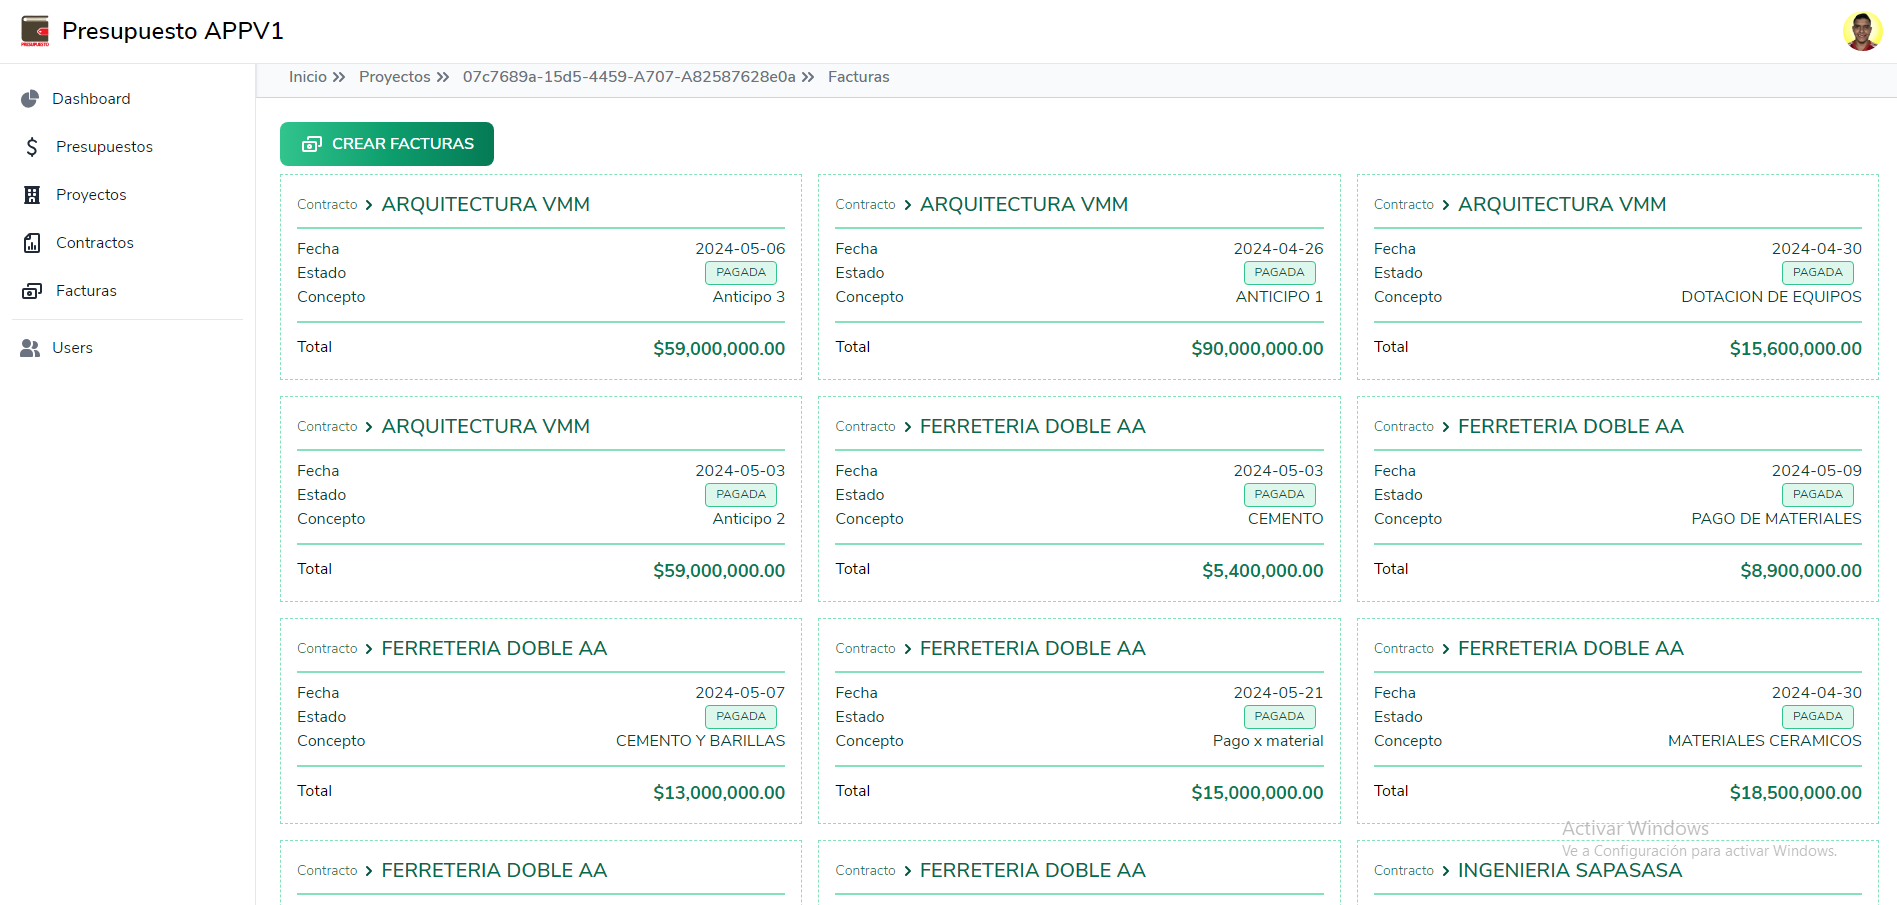 Presupuesto APPV1
Inicio Proyectos 07c7689a-15d5-4459-A707-A82587628e0a Facturas
Dashboard
Presupuestos
Proyectos
Contractos
Facturas
Users
CREAR FACTURAS
Contracto ARQUITECTURA VMM
Fecha 2024-05-06
Estado PAGADA
Concepto Anticipo 3
Total $59,000,000.00
Contracto ARQUITECTURA VMM
Fecha 2024-04-26
Estado PAGADA
Concepto ANTICIPO 1
Total $90,000,000.00
Contracto ARQUITECTURA VMM
Fecha 2024-04-30
Estado PAGADA
Concepto DOTACION DE EQUIPOS
Total $15,600,000.00
Contracto ARQUITECTURA VMM
Fecha 2024-05-03
Estado PAGADA
Concepto Anticipo 2
Total $59,000,000.00
Contracto FERRETERIA DOBLE AA
Fecha 2024-05-03
Estado PAGADA
Concepto CEMENTO
Total $5,400,000.00
Contracto FERRETERIA DOBLE AA
Fecha 2024-05-09
Estado PAGADA
Concepto PAGO DE MATERIALES
Total $8,900,000.00
Contracto FERRETERIA DOBLE AA
Fecha 2024-05-07
Estado PAGADA
Concepto CEMENTO Y BARILLAS
Total $13,000,000.00
Contracto FERRETERIA DOBLE AA
Fecha 2024-05-21
Estado PAGADA
Concepto Pago x material
Total $15,000,000.00
Contracto FERRETERIA DOBLE AA
Fecha 2024-04-30
Estado PAGADA
Concepto MATERIALES CERAMICOS
Total $18,500,000.00
Contracto FERRETERIA DOBLE AA
Contracto FERRETERIA DOBLE AA
Contracto INGENIERIA SAPASASA
Activar Windows
Ve a Configuración para activar Windows.